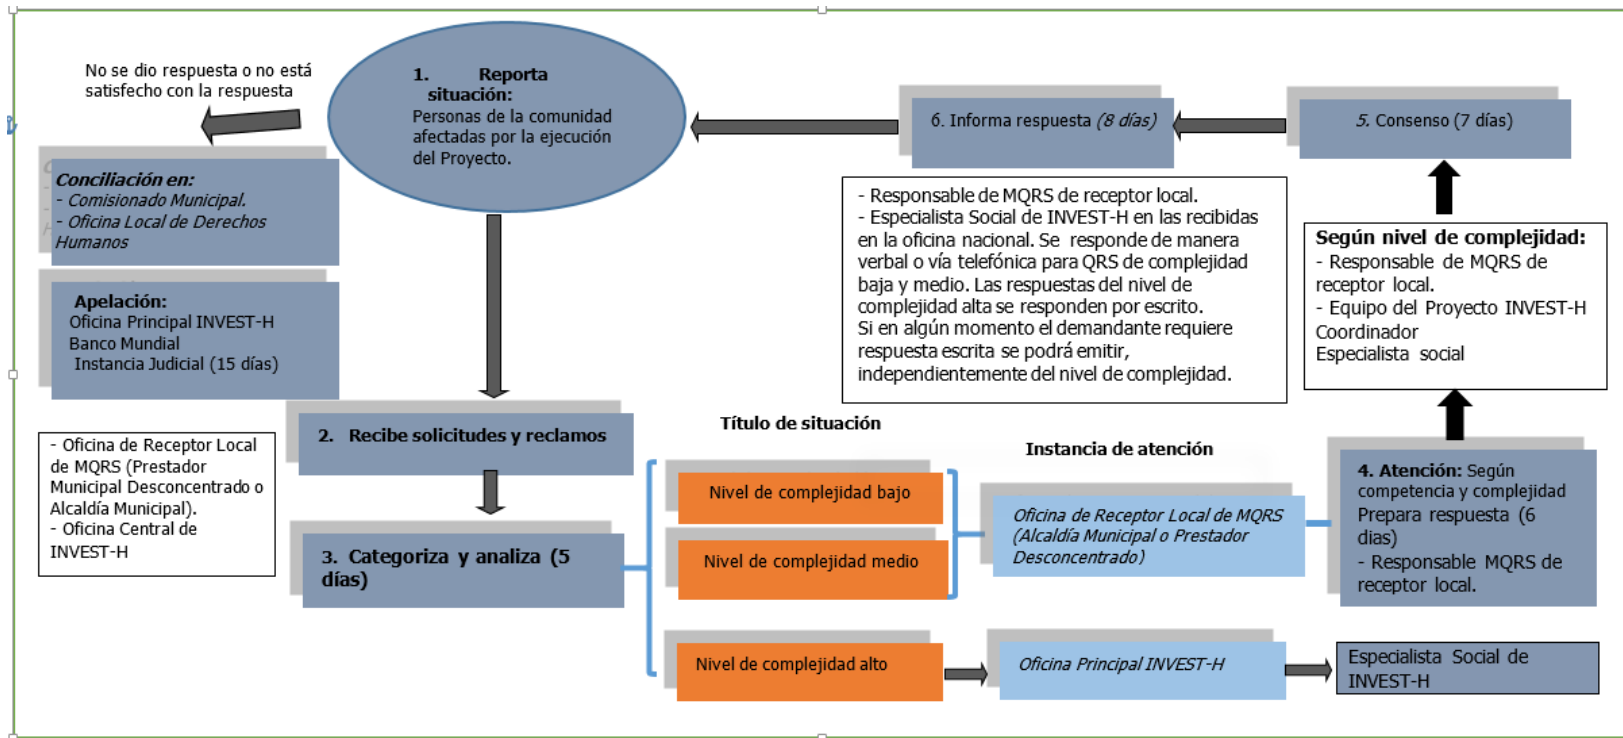 No se dio respuesta o no está
satisfecho con la respuesta
1. Reporta
situación:
Personas de la comunidad
afectadas por la ejecución
del Proyecto.
6. Informa respuesta (8 días)
5. Consenso (7 días)
Conciliación en:
- Comisionado Municipal.
- Oficina Local de Derechos
Humanos
Apelación:
Oficina Principal INVEST-H
Banco Mundial
Instancia Judicial (15 días)
- Responsable de MQRS de receptor local.
- Especialista Social de INVEST-H en las recibidas
en la oficina nacional. Se responde de manera
verbal o vía telefónica para QRS de complejidad
baja y medio. Las respuestas del nivel de
complejidad alta se responden por escrito.
Si en algún momento el demandante requiere
respuesta escrita se podrá emitir,
independientemente del nivel de complejidad.
Según nivel de complejidad:
- Responsable de MQRS de
receptor local.
- Equipo del Proyecto INVEST-H
Coordinador
Especialista social
2. Recibe solicitudes y reclamos
- Oficina de Receptor Local
de MQRS (Prestador
Municipal Desconcentrado o
Alcaldía Municipal).
- Oficina Central de
INVEST-H
3. Categoriza y analiza (5
días)
Título de situación
Nivel de complejidad bajo
Nivel de complejidad medio
Nivel de complejidad alto
Instancia de atención
Oficina de Receptor Local de MQRS
(Alcaldía Municipal o Prestador
Desconcentrado)
Oficina Principal INVEST-H
4. Atención: Según
competencia y complejidad
Prepara respuesta (6
dias)
- Responsable MQRS de
receptor local.
Especialista Social de
INVEST-H